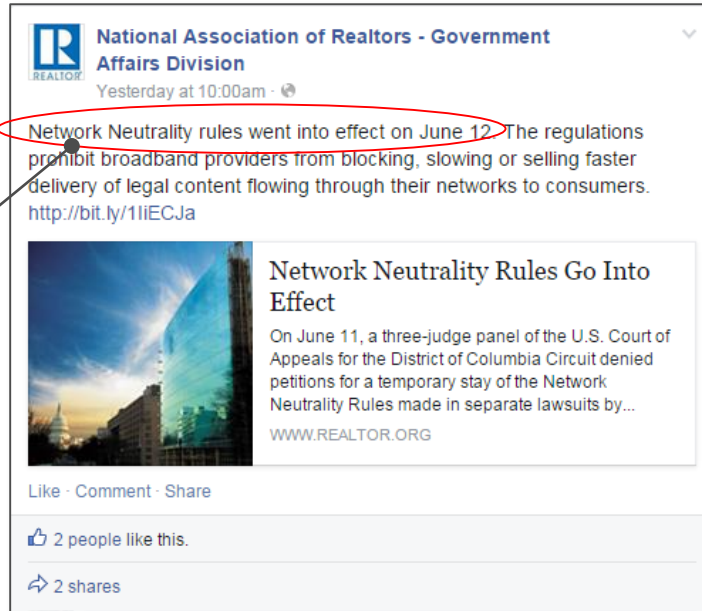 R
REALTOR®
National Association of Realtors - Government
Affairs Division
Yesterday at 10:00am ·
Network Neutrality rules went into effect on June 12. The regulations
prohibit broadband providers from blocking, slowing or selling faster
delivery of legal content flowing through their networks to consumers.
http://bit.ly/1IiECJa
Network Neutrality Rules Go Into
Effect
On June 11, a three-judge panel of the U.S. Court of
Appeals for the District of Columbia Circuit denied
petitions for a temporary stay of the Network
Neutrality Rules made in separate lawsuits by...
WWW.REALTOR.ORG
Like · Comment · Share
2 people like this.
2 shares